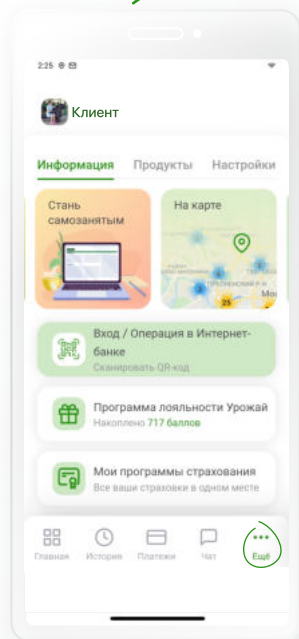 2:25
Клиент
Информация Продукты Настройки
Стань
самозанятым
На карте
25
Вход / Операция в Интернет-
банке
Сканировать QR-код
Программа лояльности Урожай
Накоплено 717 баллов
Мои программы страхования
Все ваши страховки в одном месте
Главная История Платежи Чат Ещё